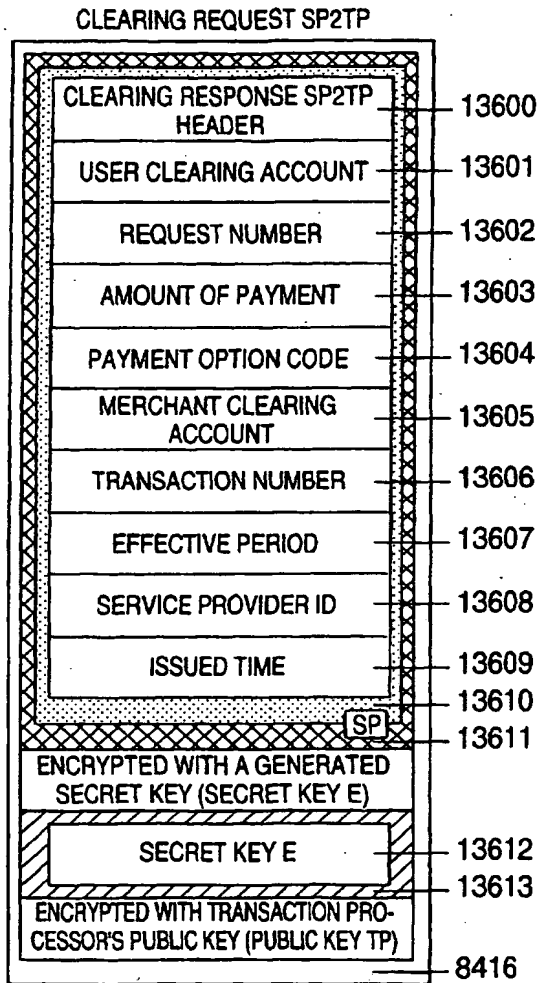 CLEARING REQUEST SP2TP
CLEARING RESPONSE SP2TP
HEADER
13600
USER CLEARING ACCOUNT
13601
REQUEST NUMBER
13602
AMOUNT OF PAYMENT
13603
PAYMENT OPTION CODE
13604
MERCHANT CLEARING
ACCOUNT
13605
TRANSACTION NUMBER
13606
EFFECTIVE PERIOD
13607
SERVICE PROVIDER ID
13608
ISSUED TIME
13609
13610
SP
13611
ENCRYPTED WITH A GENERATED
SECRET KEY (SECRET KEY E)
SECRET KEY E
13612
13613
ENCRYPTED WITH TRANSACTION PRO-
CESSOR'S PUBLIC KEY (PUBLIC KEY TP)
8416